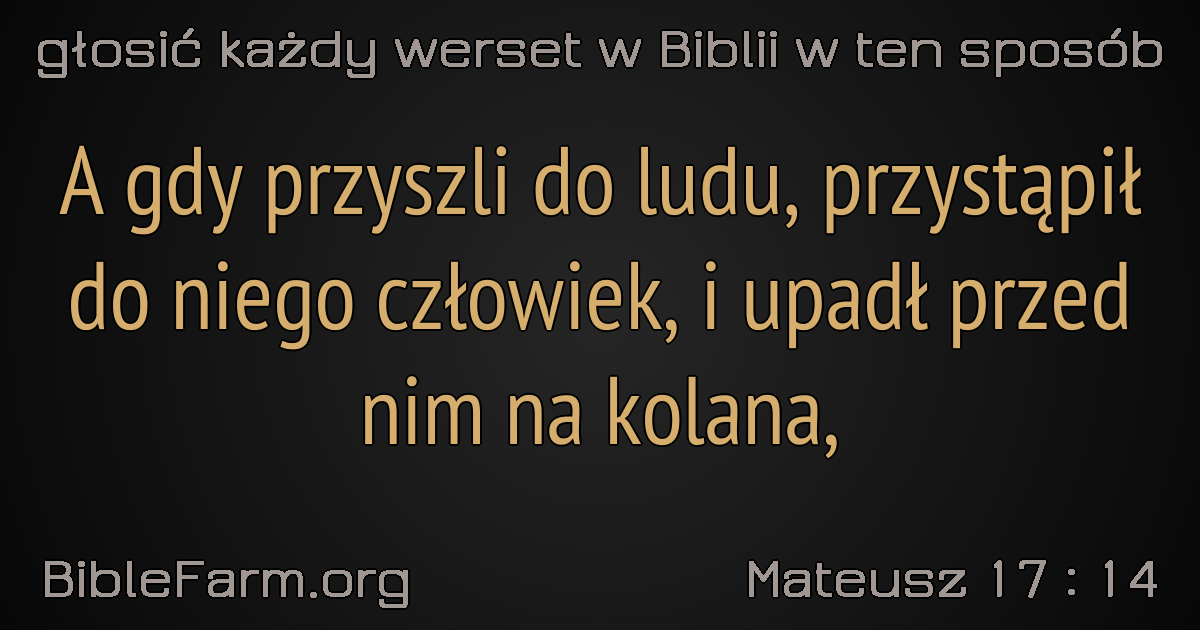 głosić każdy werset w Biblii w ten sposób
A gdy przyszli do ludu, przystąpił
do niego człowiek, i upadł przed
nim na kolana,
BibleFarm.org
Mateusz 17 : 14